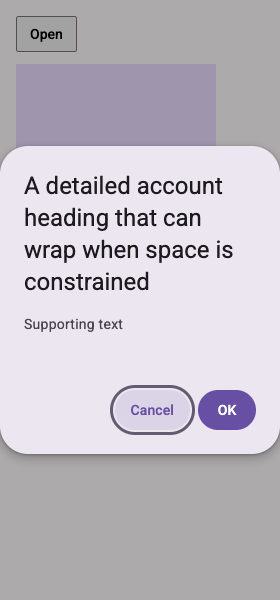 Open
A detailed account
heading that can
wrap when space is
constrained
Supporting text
Cancel
OK